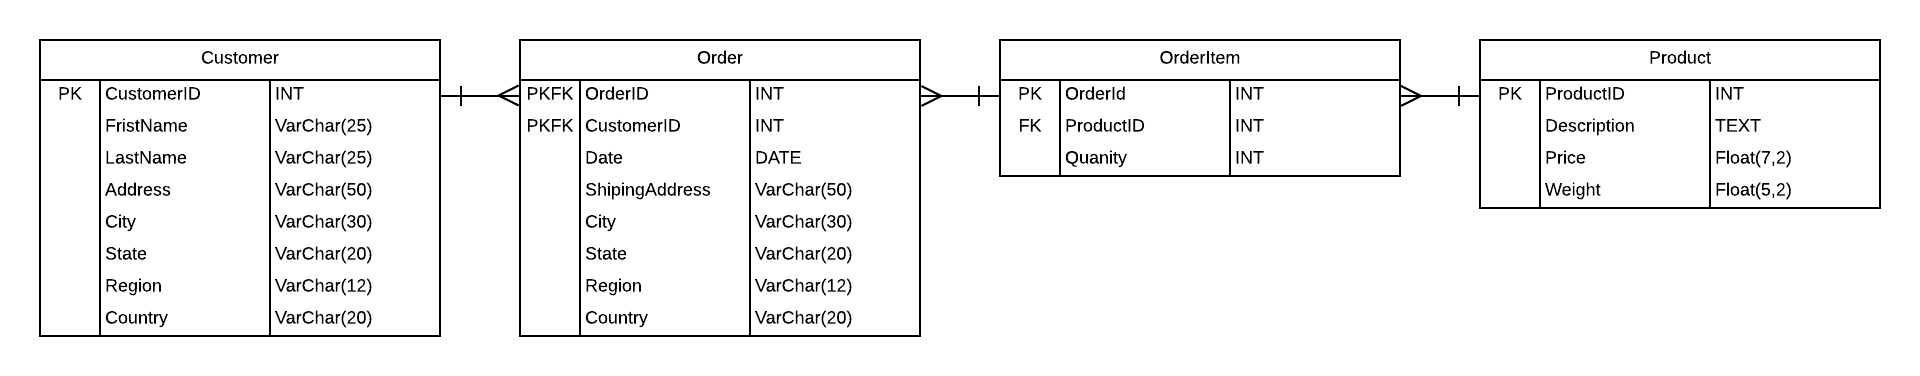 Customer
PK CustomerID INT
FristName VarChar(25)
LastName VarChar(25)
Address VarChar(50)
City VarChar(30)
State VarChar(20)
Region VarChar(12)
Country VarChar(20)
Order
PKFK OrderID INT
PKFK CustomerID INT
Date DATE
ShipingAddress VarChar(50)
City VarChar(30)
State VarChar(20)
Region VarChar(12)
Country VarChar(20)
OrderItem
PK OrderId INT
FK ProductID INT
Quanity INT
Product
PK ProductID INT
Description TEXT
Price Float(7,2)
Weight Float(5,2)